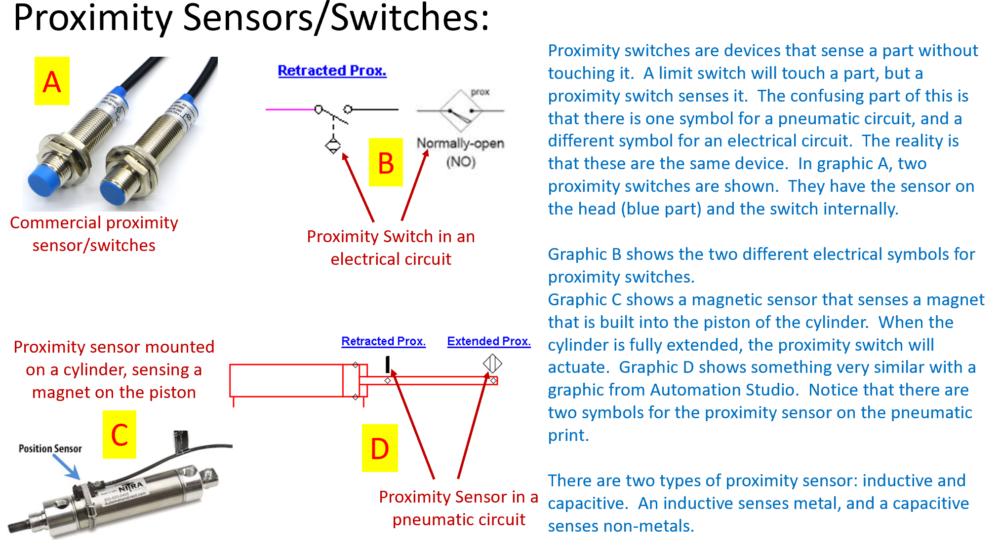 Proximity Sensors/Switches:
A
Commercial proximity
sensor/switches
Retracted Prox.
prox
Normally-open
(NO)
B
Proximity Switch in an
electrical circuit
Proximity sensor mounted
on a cylinder, sensing a
magnet on the piston
C
Position Sensor
NITRA
800-633-0405
Automationdirect.com
Retracted Prox.
Extended Prox.
D
Proximity Sensor in a
pneumatic circuit
Proximity switches are devices that sense a part without
touching it.  A limit switch will touch a part, but a
proximity switch senses it.  The confusing part of this is
that there is one symbol for a pneumatic circuit, and a
different symbol for an electrical circuit.  The reality is
that these are the same device.  In graphic A, two
proximity switches are shown.  They have the sensor on
the head (blue part) and the switch internally.
Graphic B shows the two different electrical symbols for
proximity switches.
Graphic C shows a magnetic sensor that senses a magnet
that is built into the piston of the cylinder.  When the
cylinder is fully extended, the proximity switch will
actuate.  Graphic D shows something very similar with a
graphic from Automation Studio.  Notice that there are
two symbols for the proximity sensor on the pneumatic
print.
There are two types of proximity sensor: inductive and
capacitive.  An inductive senses metal, and a capacitive
senses non-metals.